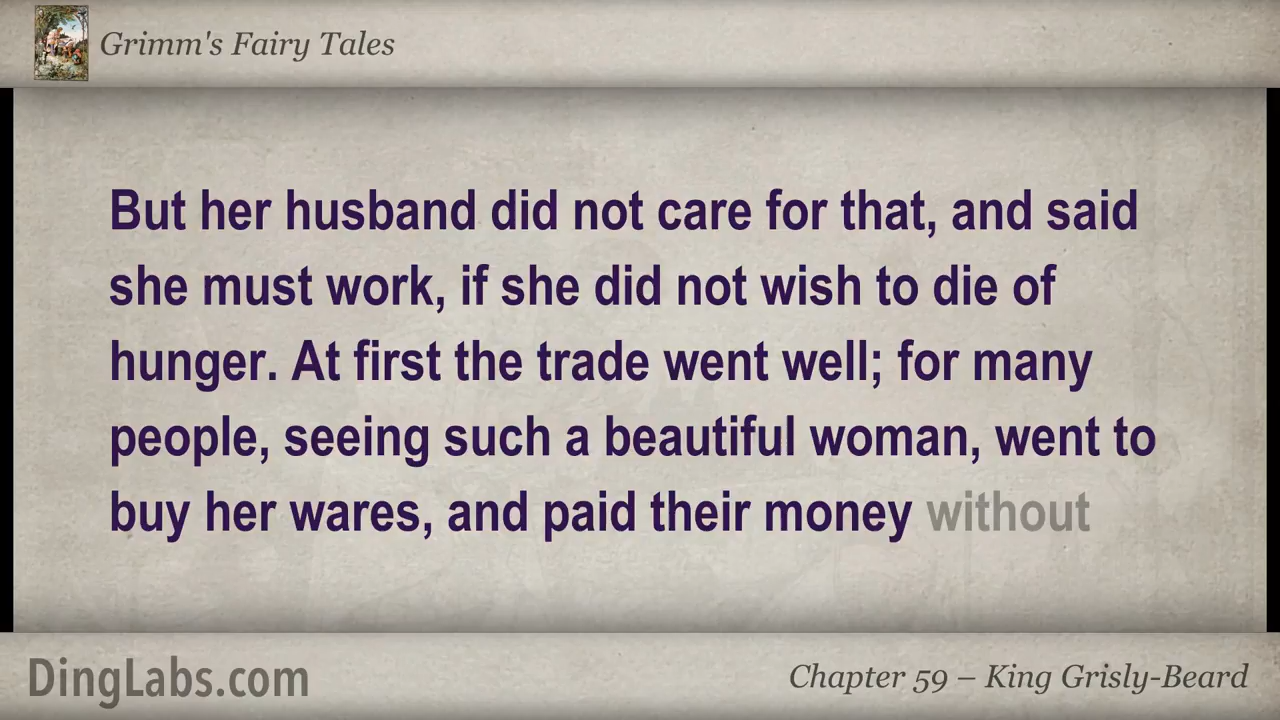 Grimm's Fairy Tales
But her husband did not care for that, and said
she must work, if she did not wish to die of
hunger. At first the trade went well; for many
people, seeing such a beautiful woman, went to
buy her wares, and paid their money without
DingLabs.com
Chapter 59 – King Grisly-Beard